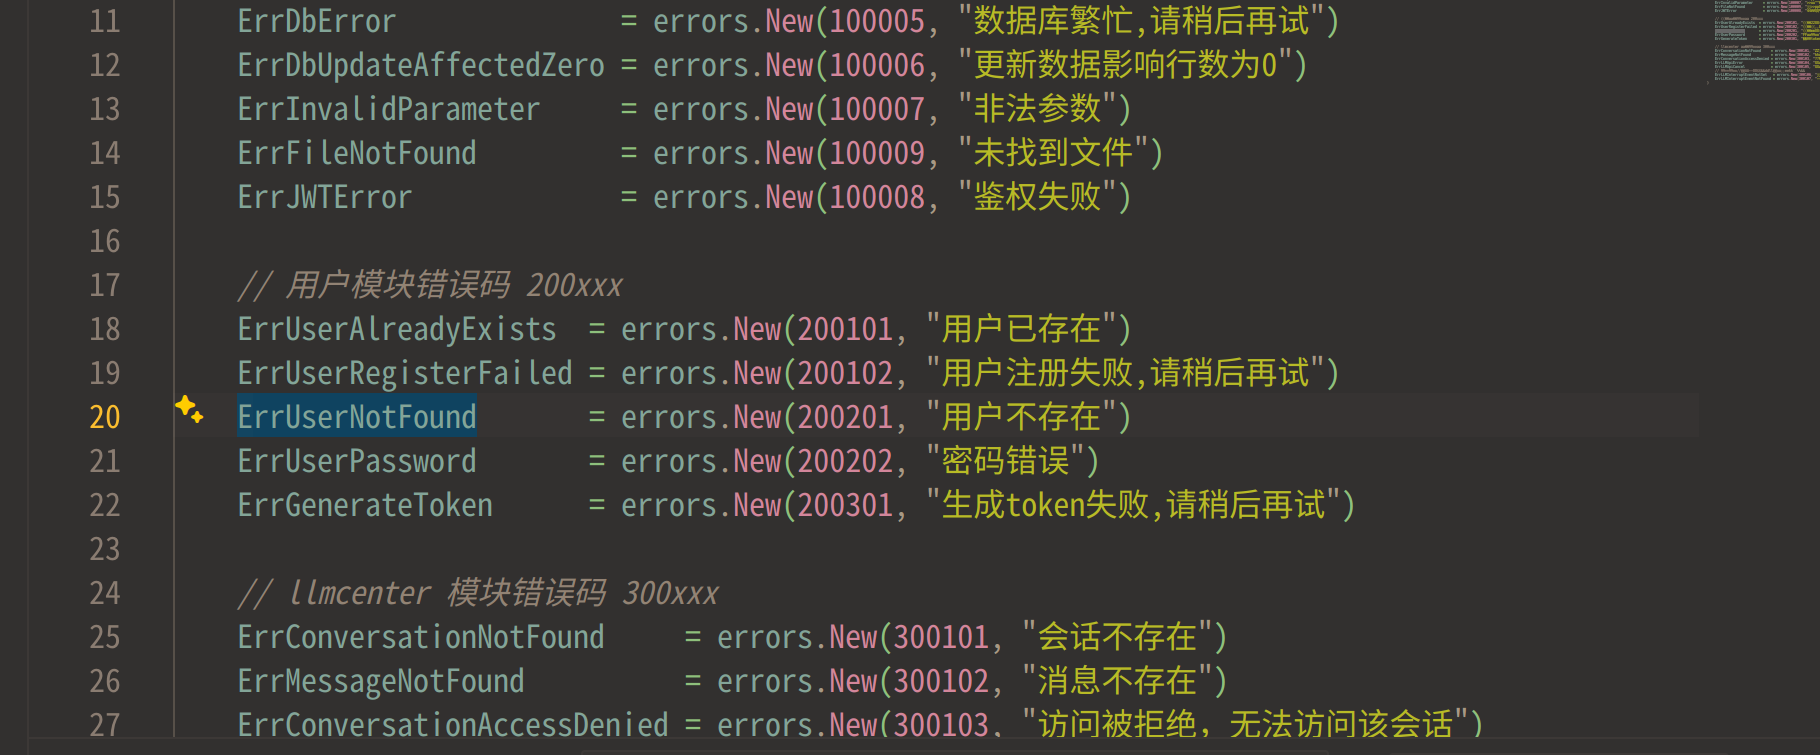 11 ErrDbError = errors.New(100005, "数据库繁忙,请稍后再试")
12 ErrDbUpdateAffectedZero = errors.New(100006, "更新数据影响行数为0")
13 ErrInvalidParameter = errors.New(100007, "非法参数")
14 ErrFileNotFound = errors.New(100009, "未找到文件")
15 ErrJWTError = errors.New(100008, "鉴权失败")
16
17 // 用户模块错误码 200xxx
18 ErrUserAlreadyExists = errors.New(200101, "用户已存在")
19 ErrUserRegisterFailed = errors.New(200102, "用户注册失败,请稍后再试")
20 ErrUserNotFound = errors.New(200201, "用户不存在")
21 ErrUserPassword = errors.New(200202, "密码错误")
22 ErrGenerateToken = errors.New(200301, "生成token失败,请稍后再试")
23
24 // llmcenter 模块错误码 300xxx
25 ErrConversationNotFound = errors.New(300101, "会话不存在")
26 ErrMessageNotFound = errors.New(300102, "消息不存在")
27 ErrConversationAccessDenied = errors.New(300103, "访问被拒绝，无法访问该会话")